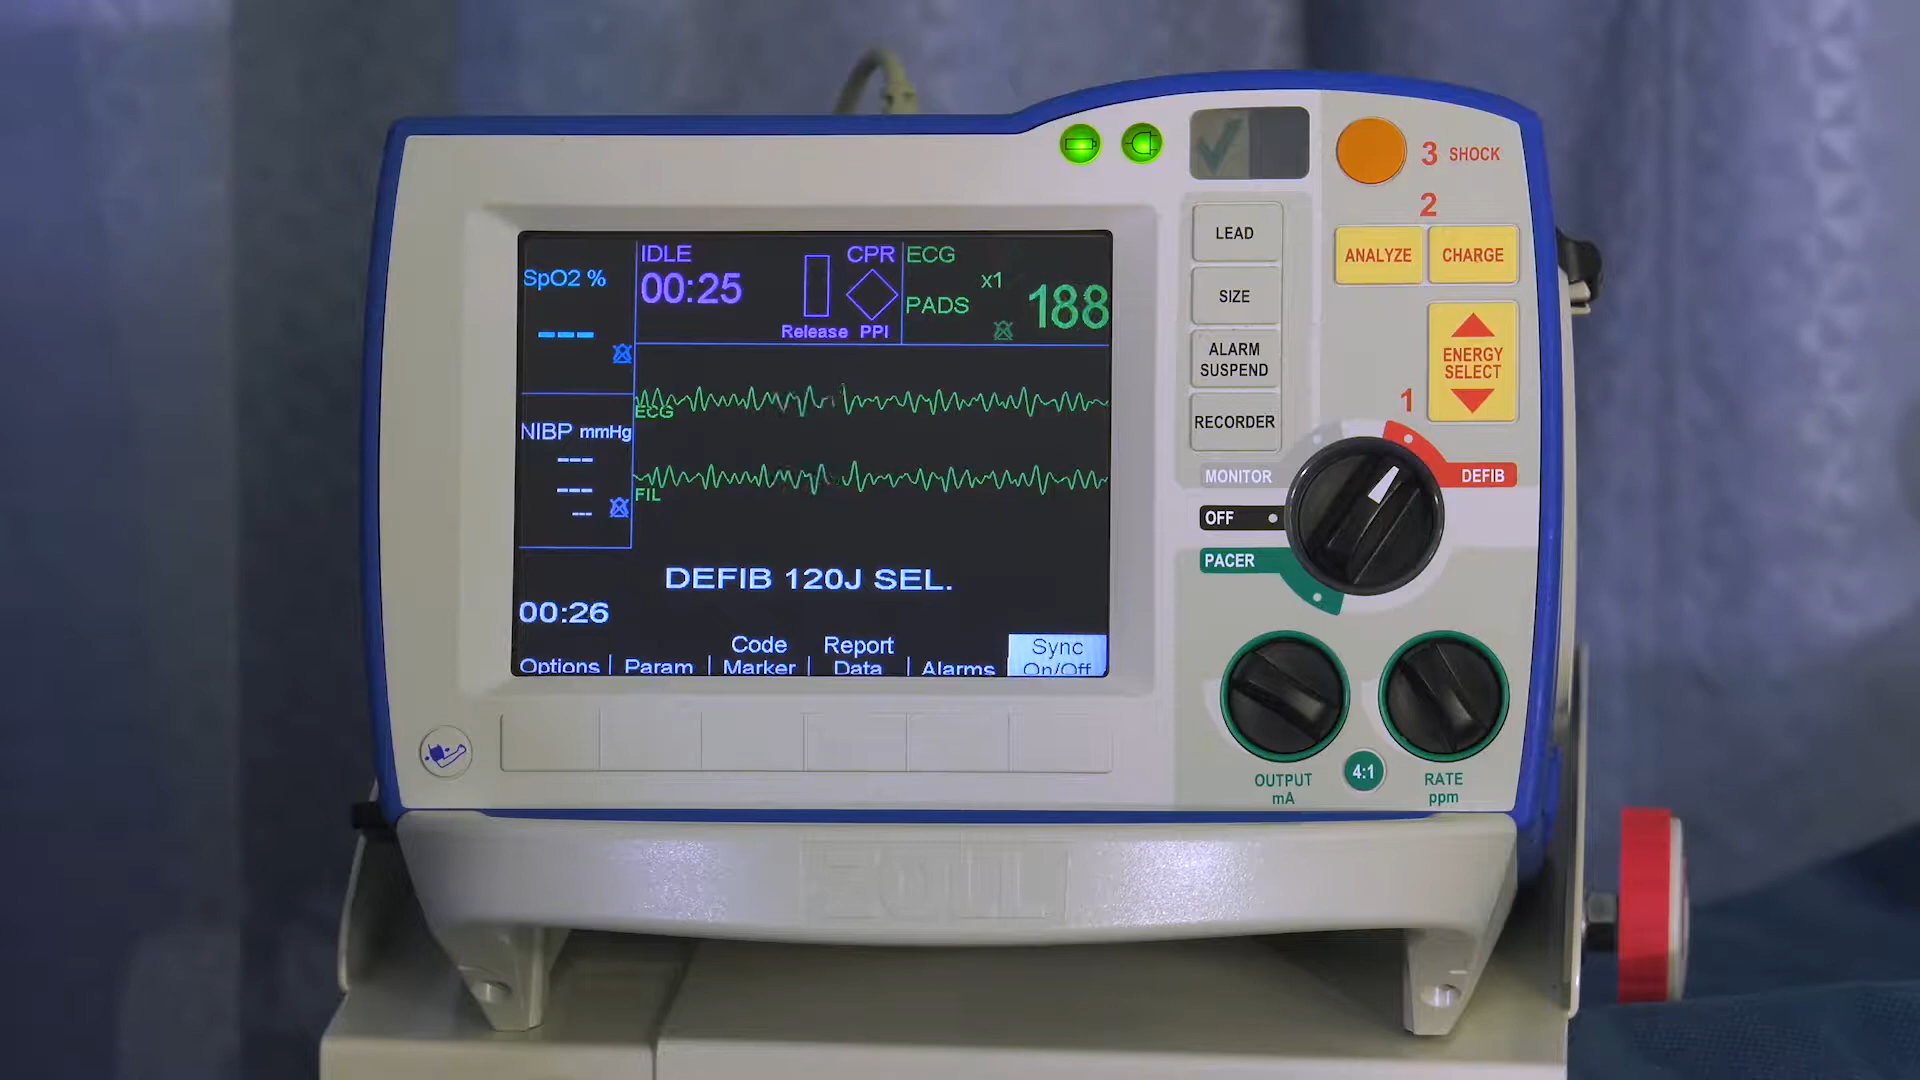 SpO2 %
---
NIBP mmHg
---
---
--
IDLE
00:25
CPR
Release PPI
ECG
x1
PADS
188
ECG
FIL
DEFIB 120J SEL.
00:26
Options
Param
Code
Marker
Report
Data
Alarms
Sync
On/Off
LEAD
SIZE
ALARM
SUSPEND
RECORDER
3 SHOCK
2
ANALYZE
CHARGE
ENERGY
SELECT
1
MONITOR
DEFIB
OFF
PACER
OUTPUT
mA
4:1
RATE
ppm
ZOLL